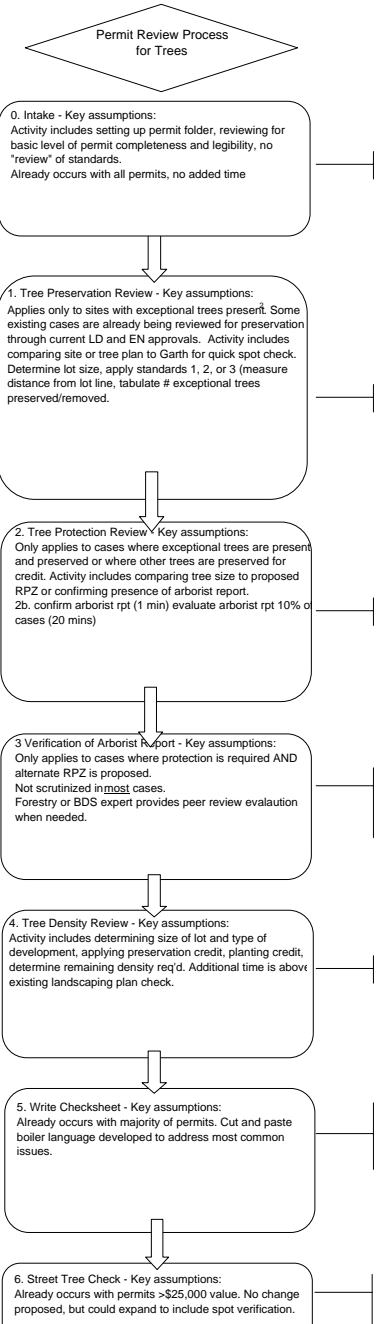 Permit Review Process
for Trees
0. Intake - Key assumptions:
Activity includes setting up permit folder, reviewing for
basic level of permit completeness and legibility, no
"review" of standards.
Already occurs with all permits, no added time
1. Tree Preservation Review - Key assumptions:
Applies only to sites with exceptional trees present.2 Some
existing cases are already being reviewed for preservation
through current LD and EN approvals.  Activity includes
comparing site or tree plan to Garth for quick spot check.
Determine lot size, apply standards 1, 2, or 3 (measure
distance from lot line, tabulate # exceptional trees
preserved/removed.
2. Tree Protection Review - Key assumptions:
Only applies to cases where exceptional trees are present
and preserved or where other trees are preserved for
credit. Activity includes comparing tree size to proposed
RPZ or confirming presence of arborist report.
2b. confirm arborist rpt (1 min) evaluate arborist rpt 10% of
cases (20 mins)
3 Verification of Arborist Report - Key assumptions:
Only applies to cases where protection is required AND
alternate RPZ is proposed.
Not scrutinized in most cases.
Forestry or BDS expert provides peer review evalaution
when needed.
4. Tree Density Review - Key assumptions:
Activity includes determining size of lot and type of
development, applying preservation credit, planting credit,
determine remaining density req'd. Additional time is above
existing landscaping plan check.
5. Write Checksheet - Key assumptions:
Already occurs with majority of permits. Cut and paste
boiler language developed to address most common
issues.
6. Street Tree Check - Key assumptions:
Already occurs with permits >$25,000 value. No change
proposed, but could expand to include spot verification.